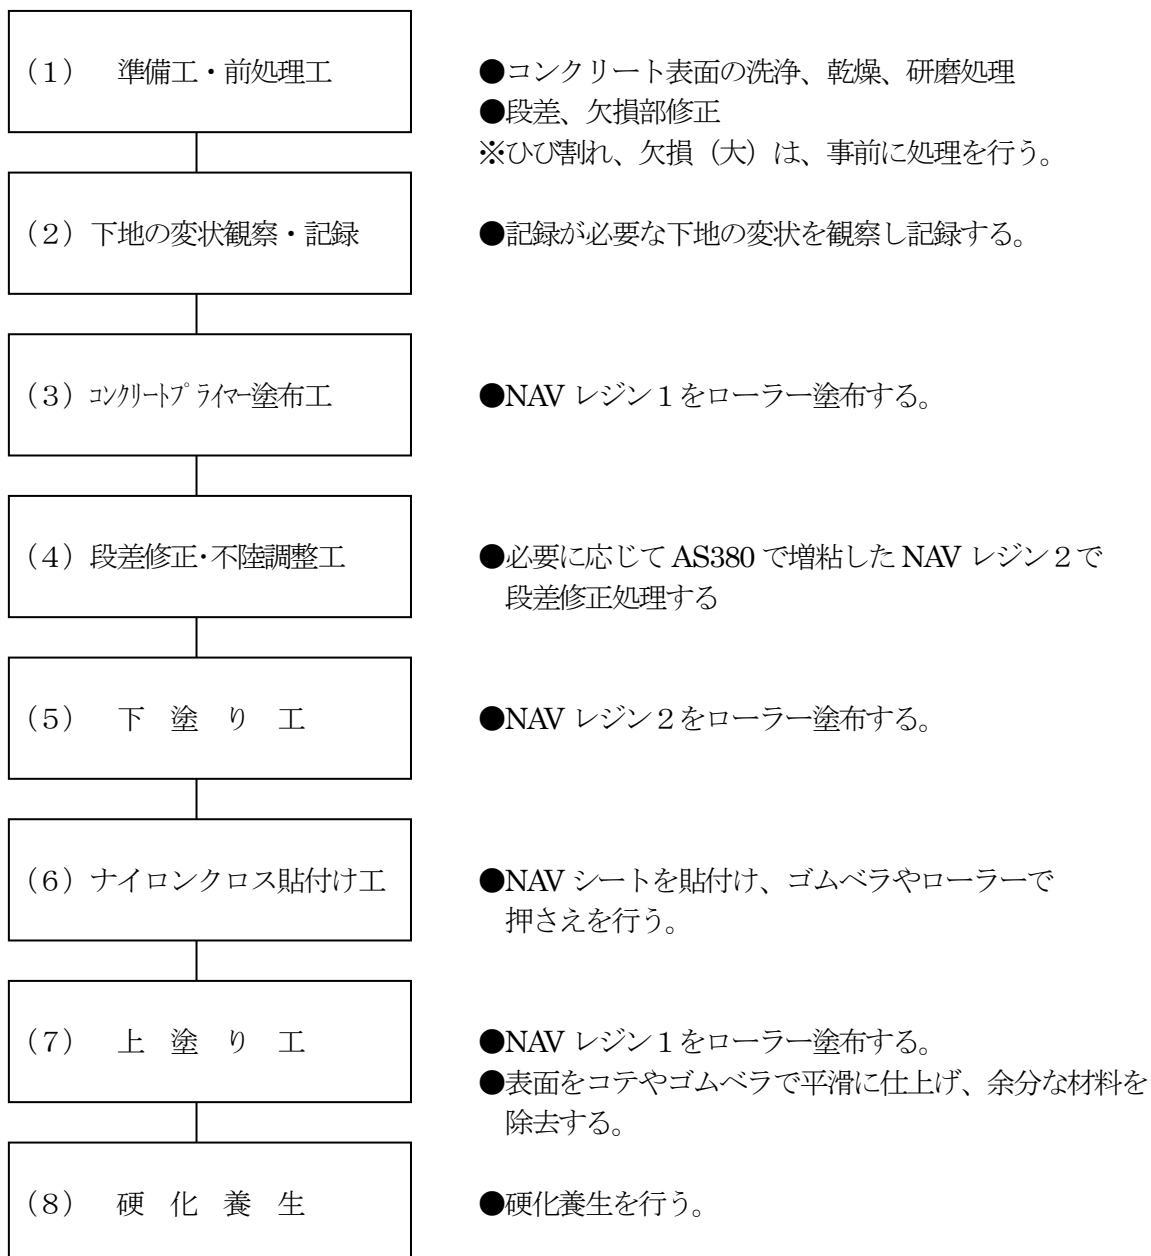 (1)　準備工・前処理工
●コンクリート表面の洗浄、乾燥、研磨処理
●段差、欠損部修正
※ひび割れ、欠損（大）は、事前に処理を行う。
(2) 下地の変状観察・記録
●記録が必要な下地の変状を観察し記録する。
(3) ｺﾝｸﾘｰﾄﾌﾟﾗｲﾏｰ塗布工
●NAV レジン１をローラー塗布する。
(4) 段差修正･不陸調整工
●必要に応じて AS380 で増粘した NAV レジン２で
段差修正処理する
(5)　下　塗　り　工
●NAV レジン２をローラー塗布する。
(6) ナイロンクロス貼付け工
●NAV シートを貼付け、ゴムベラやローラーで
押さえを行う。
(7)　上　塗　り　工
●NAV レジン１をローラー塗布する。
●表面をコテやゴムベラで平滑に仕上げ、余分な材料を
除去する。
(8)　硬　化　養　生
●硬化養生を行う。